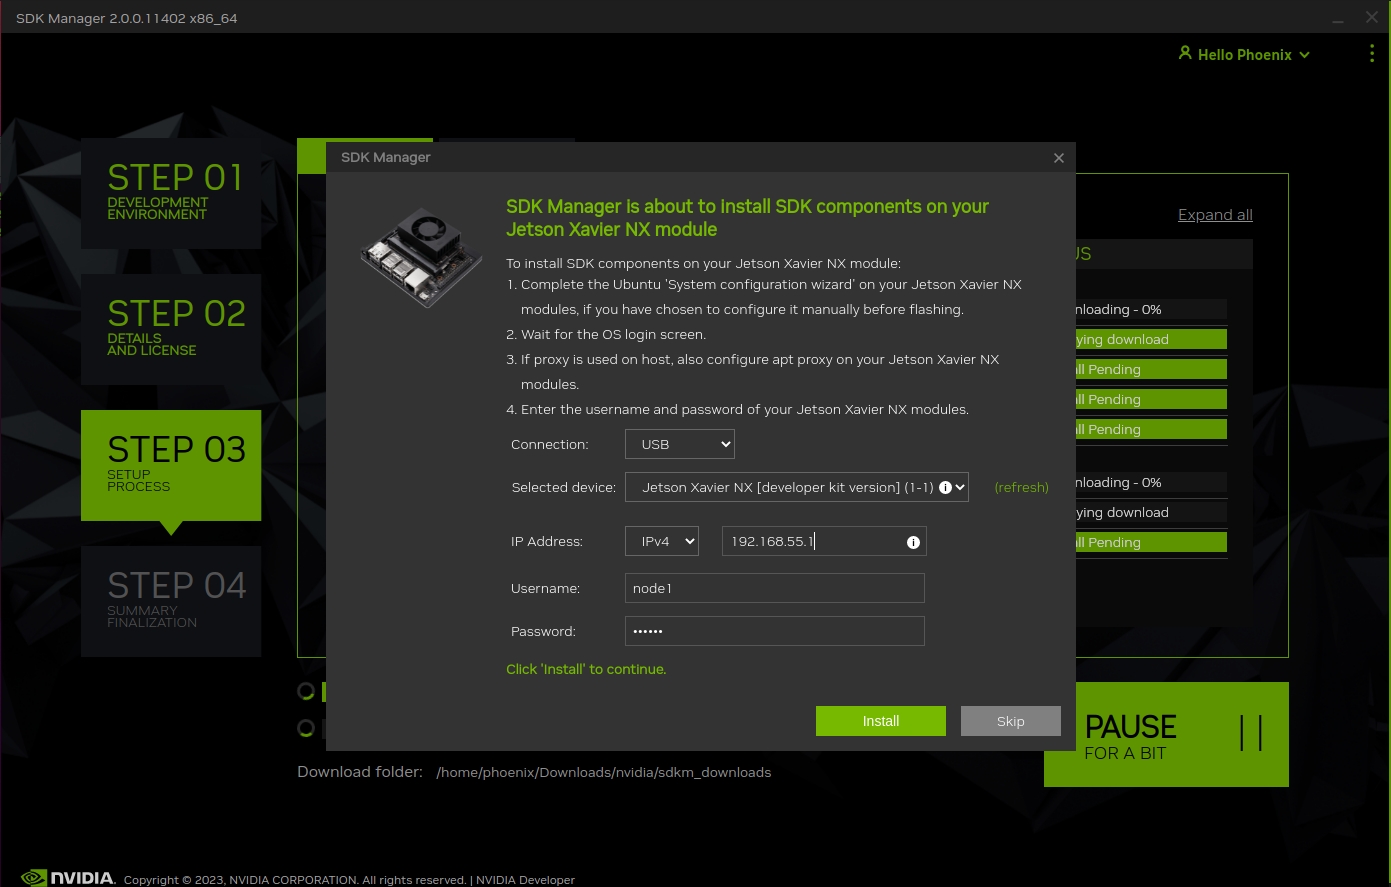 SDK Manager 2.0.0.11402 x86_64
Hello Phoenix
STEP 01
DEVELOPMENT
ENVIRONMENT
STEP 02
DETAILS
AND LICENSE
STEP 03
SETUP
PROCESS
STEP 04
SUMMARY
FINALIZATION
SDK Manager
SDK Manager is about to install SDK components on your
Jetson Xavier NX module
To install SDK components on your Jetson Xavier NX module:
1. Complete the Ubuntu 'System configuration wizard' on your Jetson Xavier NX
modules, if you have chosen to configure it manually before flashing.
2. Wait for the OS login screen.
3. If proxy is used on host, also configure apt proxy on your Jetson Xavier NX
modules.
4. Enter the username and password of your Jetson Xavier NX modules.
Connection: USB
Selected device: Jetson Xavier NX [developer kit version] (1-1) (refresh)
IP Address: IPv4 192.168.55.1
Username: node1
Password: ••••••
Click 'Install' to continue.
Install Skip
Expand all
US
nloading - 0%
ying download
all Pending
all Pending
all Pending
nloading - 0%
ying download
all Pending
PAUSE
FOR A BIT
Download folder: /home/phoenix/Downloads/nvidia/sdkm_downloads
NVIDIA. Copyright © 2023, NVIDIA CORPORATION. All rights reserved. | NVIDIA Developer